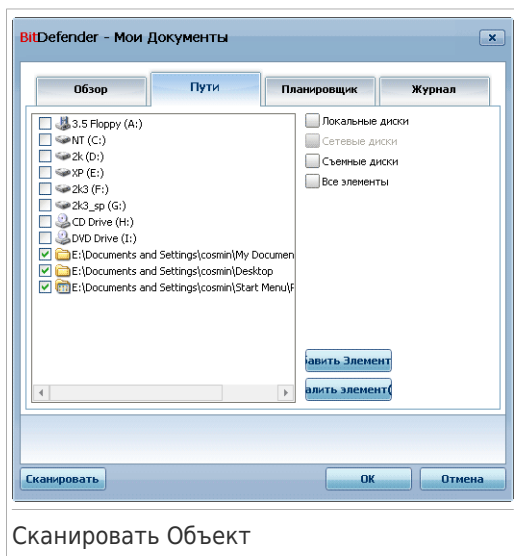 BitDefender - Мои Документы
Обзор
Пути
Планировщик
Журнал
3.5 Floppy (A:)
NT (C:)
2k (D:)
XP (E:)
2k3 (F:)
2k3_sp (G:)
CD Drive (H:)
DVD Drive (I:)
E:\Documents and Settings\cosmin\My Documen
E:\Documents and Settings\cosmin\Desktop
E:\Documents and Settings\cosmin\Start Menu\P
Локальные диски
Сетевые диски
Съемные диски
Все элементы
авить Элемент
алить элемент(
Сканировать
OK
Отмена
Сканировать Объект